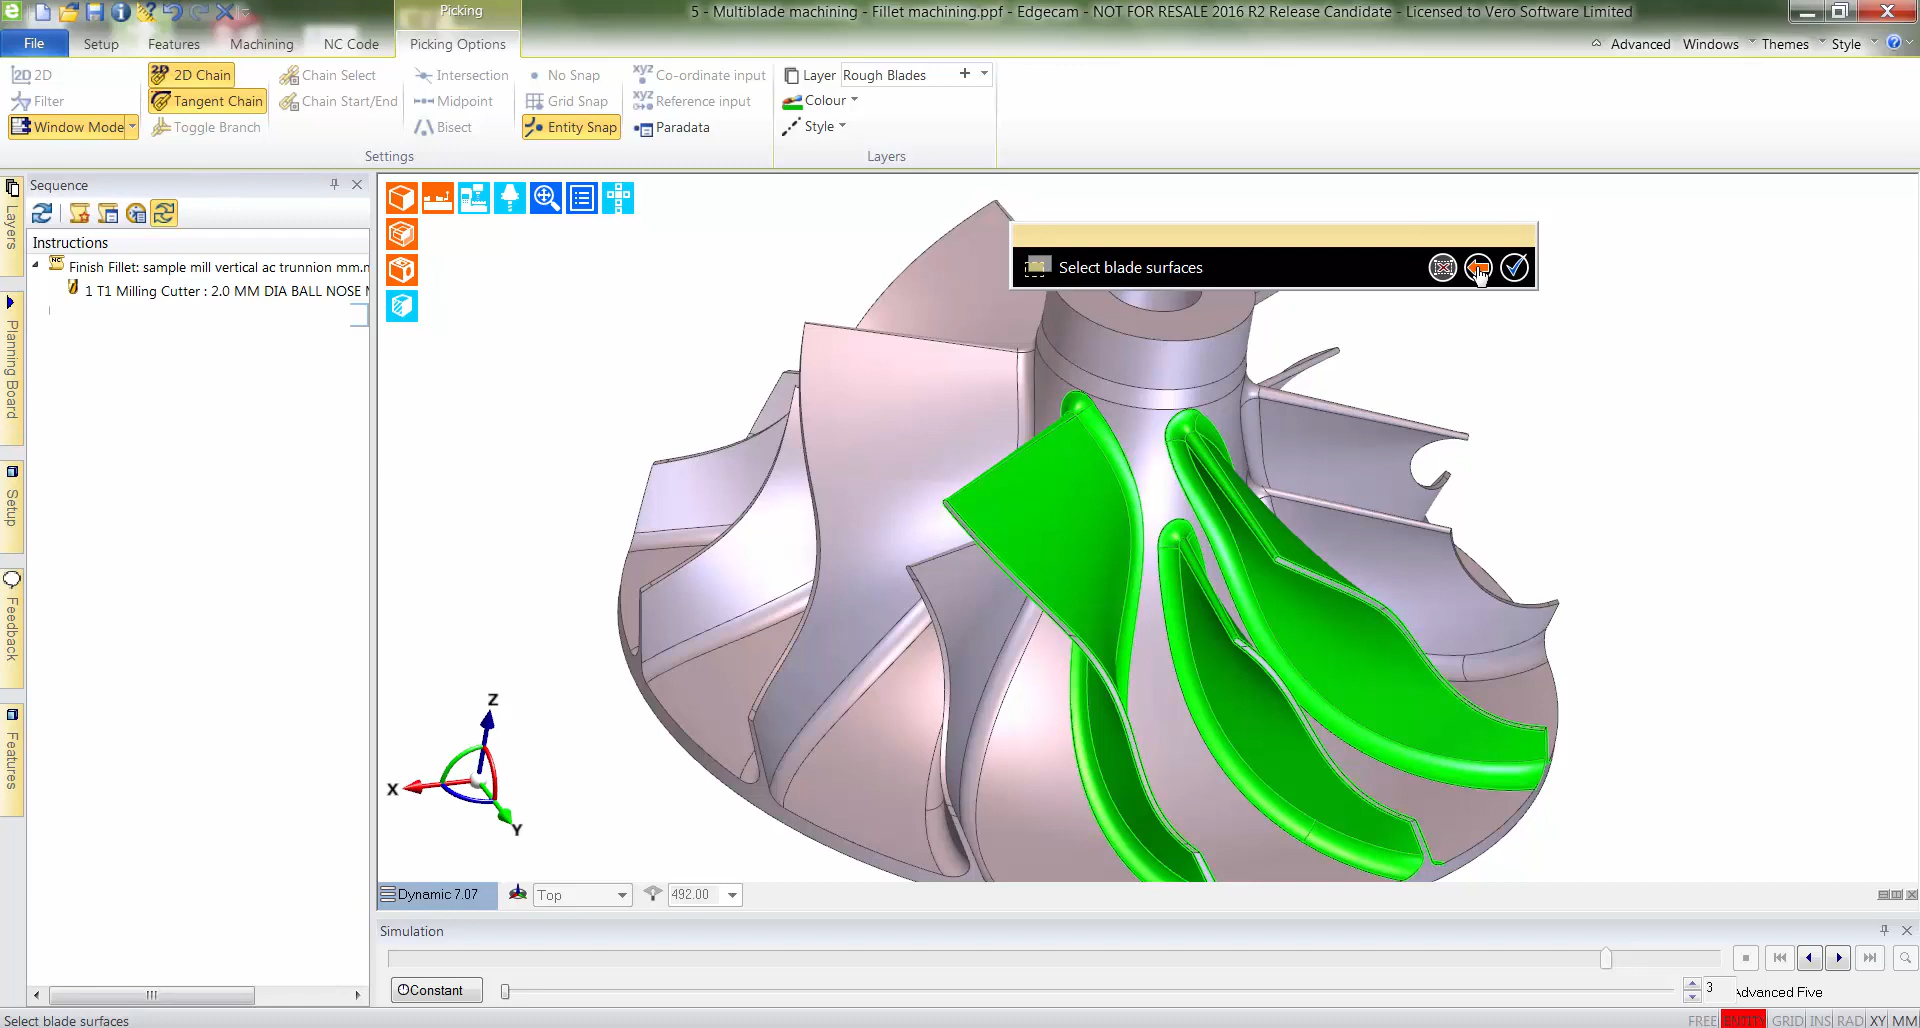 Picking
5 - Multiblade machining - Fillet machining.ppf - Edgecam - NOT FOR RESALE 2016 R2 Release Candidate - Licensed to Vero Software Limited
File Setup Features Machining NC Code Picking Options Advanced Windows Themes Style
2D 2D 2D 2D Chain Chain Select Intersection No Snap xyz Co-ordinate input Layer Rough Blades
Filter Tangent Chain Chain Start/End Midpoint Grid Snap xyz Reference input Colour
Window Mode Toggle Branch Bisect Entity Snap Paradata Style
Settings Layers
Sequence
Layers
Instructions
NC Finish Fillet: sample mill vertical ac trunnion mm.
1 T1 Milling Cutter : 2.0 MM DIA BALL NOSE
Select blade surfaces
Planning Board
Setup
Feedback
Features
Z
X
Y
Dynamic 7.07 Top 492.00
Simulation
Constant 3 Advanced Five
Select blade surfaces FREE ENTITY GRID INS RAD XY MM